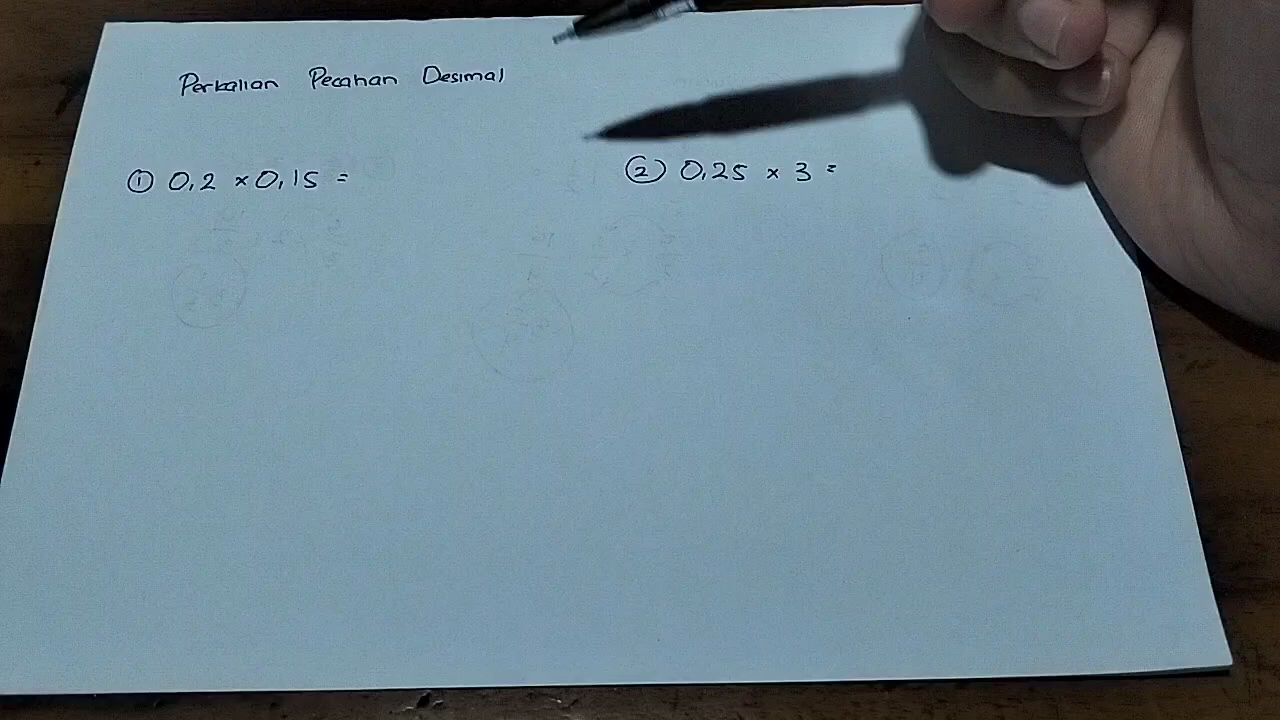 Perkalian Pecahan Desimal
① 0,2 × 0,15 =
② 0,25 × 3 =